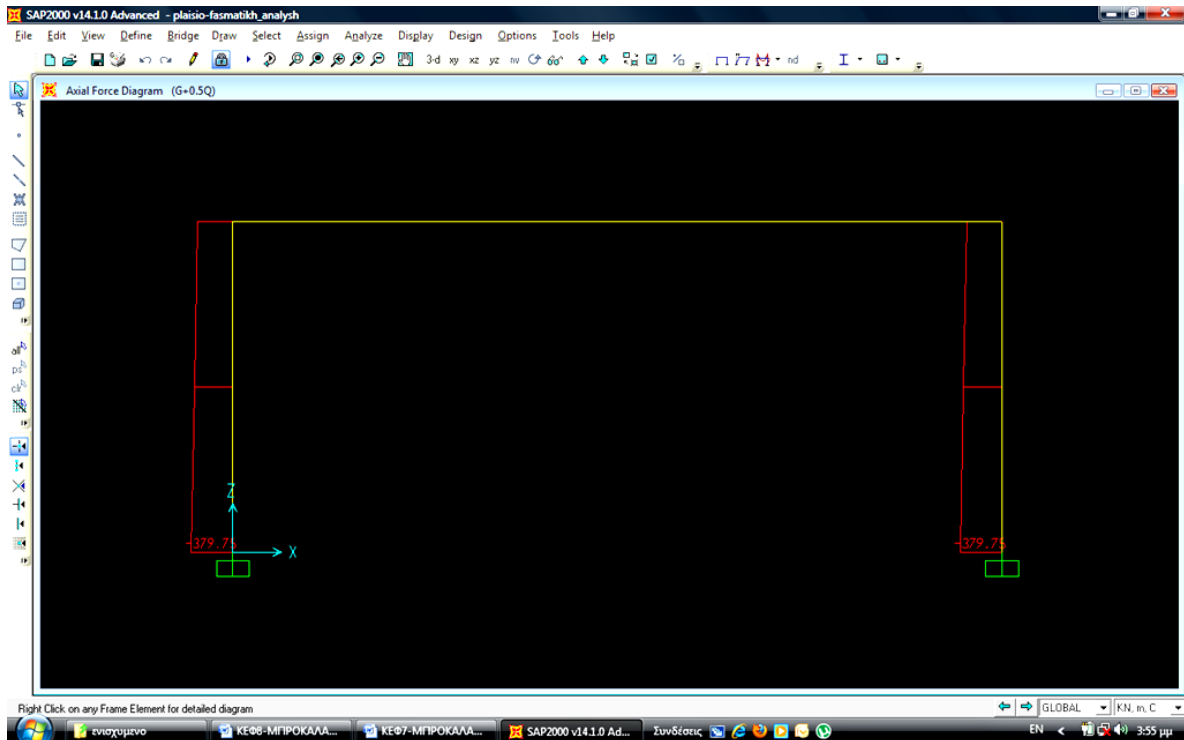 SAP2000 v14.1.0 Advanced - plaisio-fasmatikh_analysh
File Edit View Define Bridge Draw Select Assign Analyze Display Design Options Tools Help
3-d xy xz yz nv nd
Axial Force Diagram (G+0.5Q)
all
ps
clr
Z
X
-379.75
-379.75
Right Click on any Frame Element for detailed diagram
GLOBAL KN, m, C
ενισχυμενο ΚΕΦ8-ΜΠΡΟΚΑΛΑ... ΚΕΦ7-ΜΠΡΟΚΑΛΑ... SAP2000 v14.1.0 Ad... Συνδέσεις EN 3:55 μμ